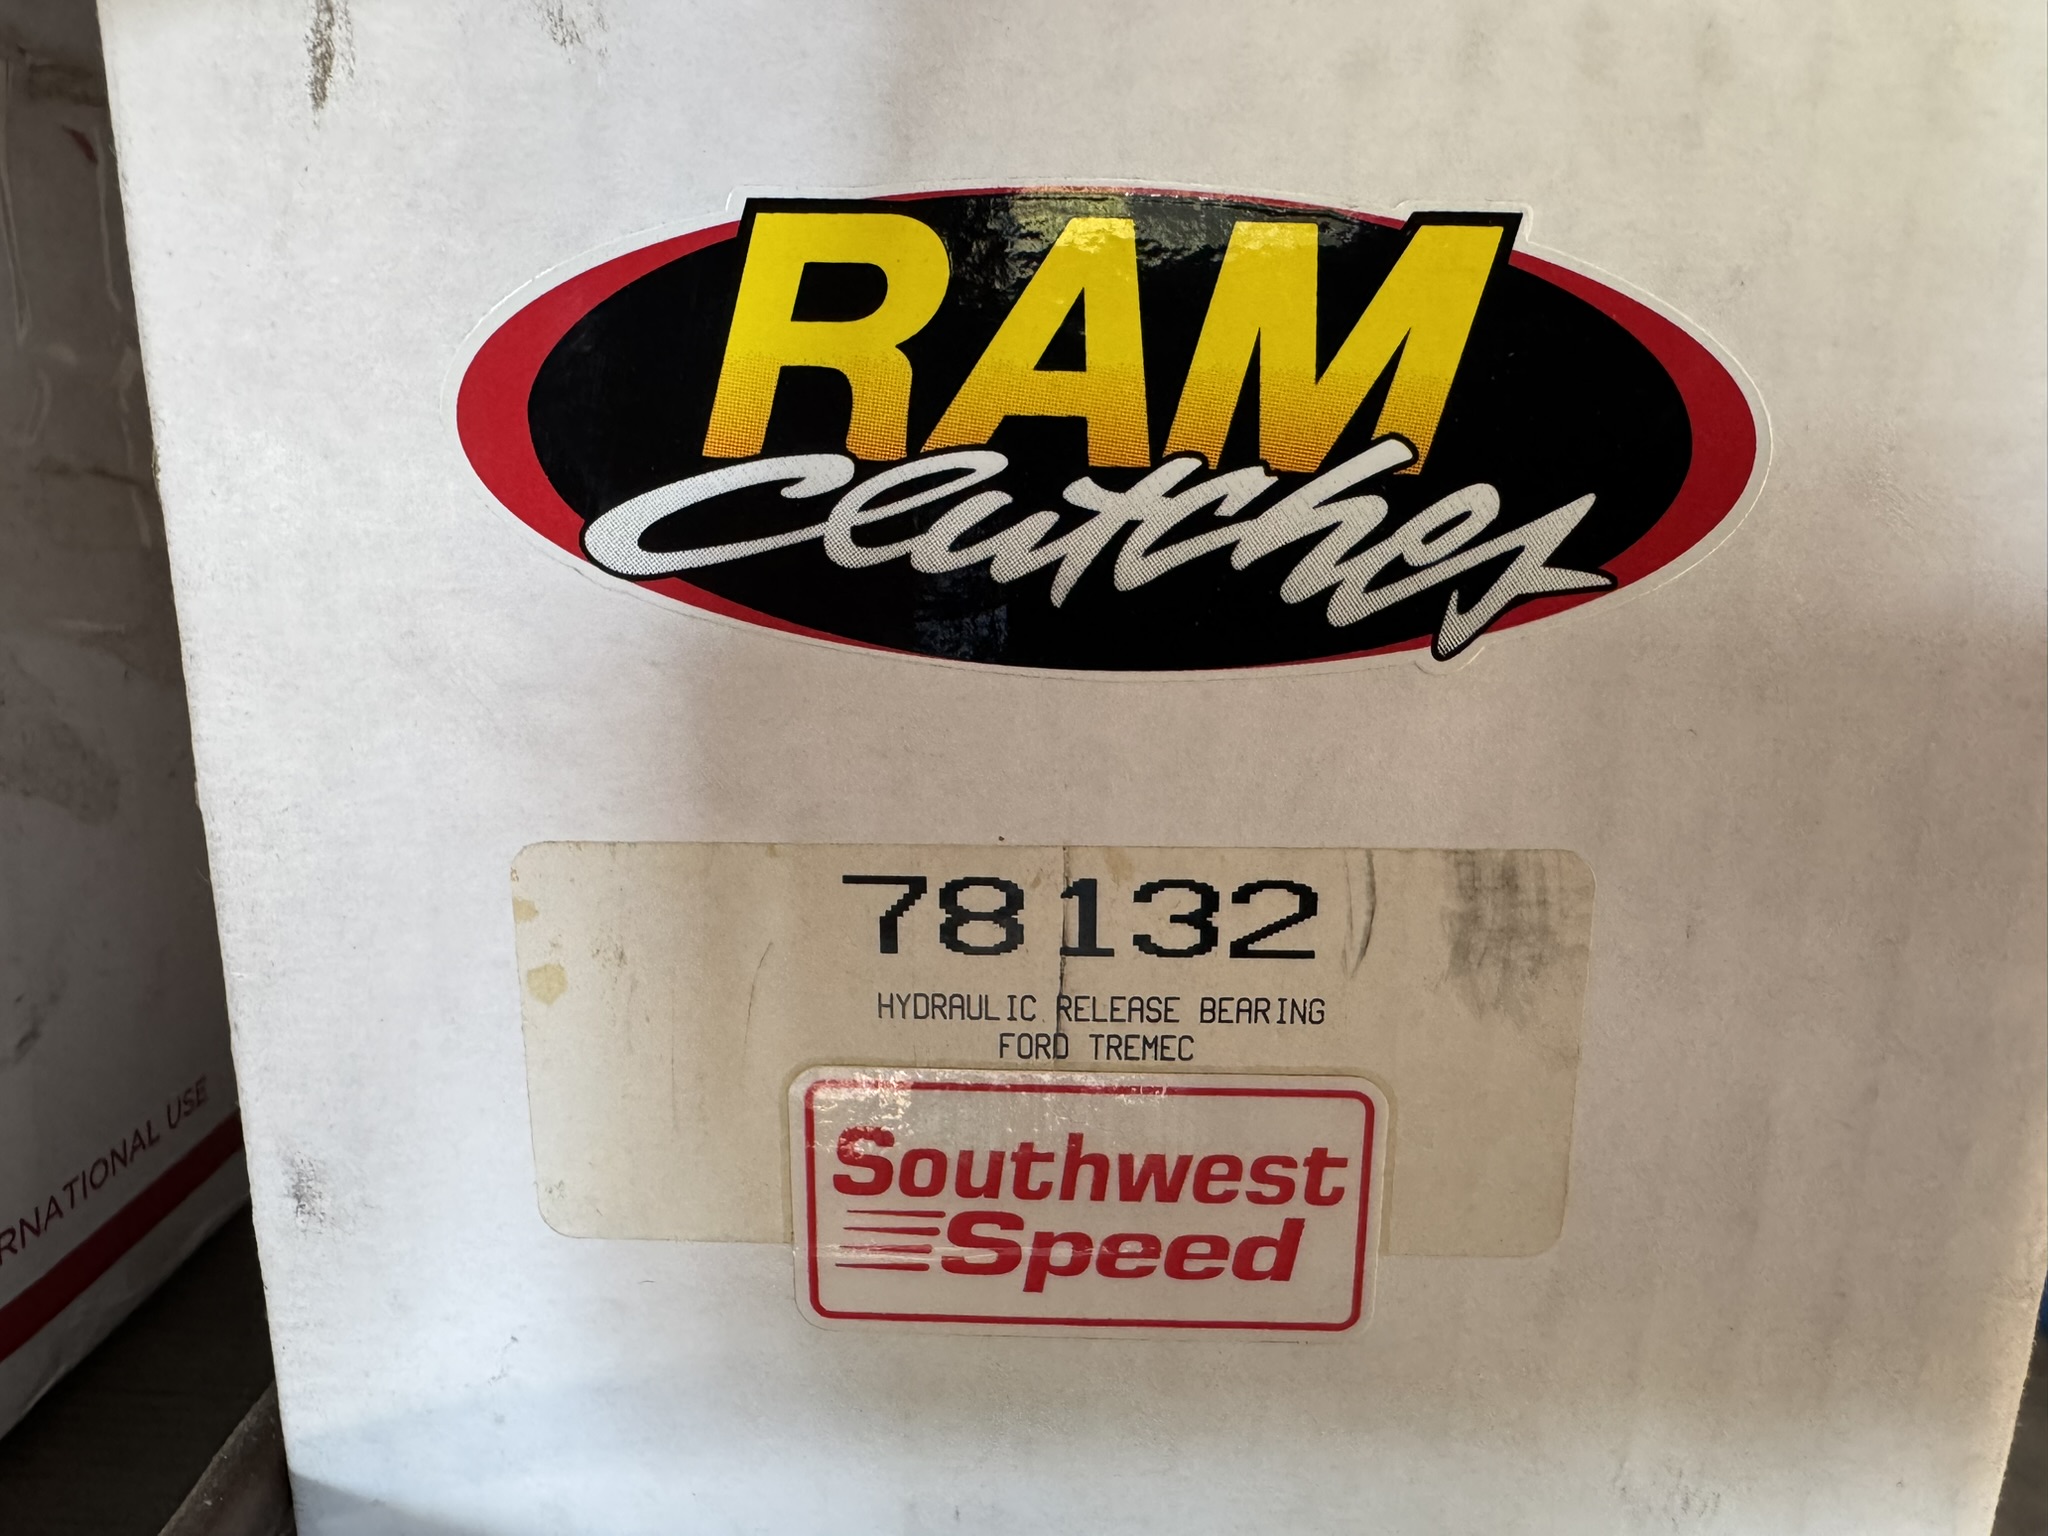 RAM
Clutches
78132
HYDRAULIC RELEASE BEARING
FORD TREMEC
Southwest
Speed
RNATIONAL USE